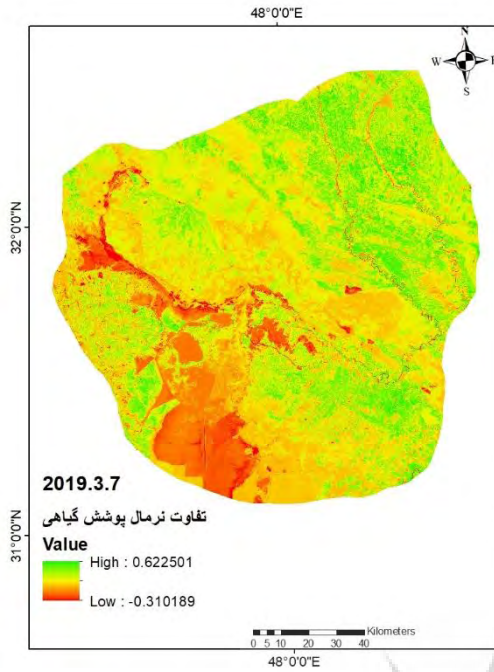 48°0'0"E
N
W
E
S
32°0'0"N
31°0'0"N
2019.3.7
تفاوت نرمال پوشش گیاهی
Value
High : 0.622501
Low : -0.310189
Kilometers
0 5 10 20 30 40
48°0'0"E